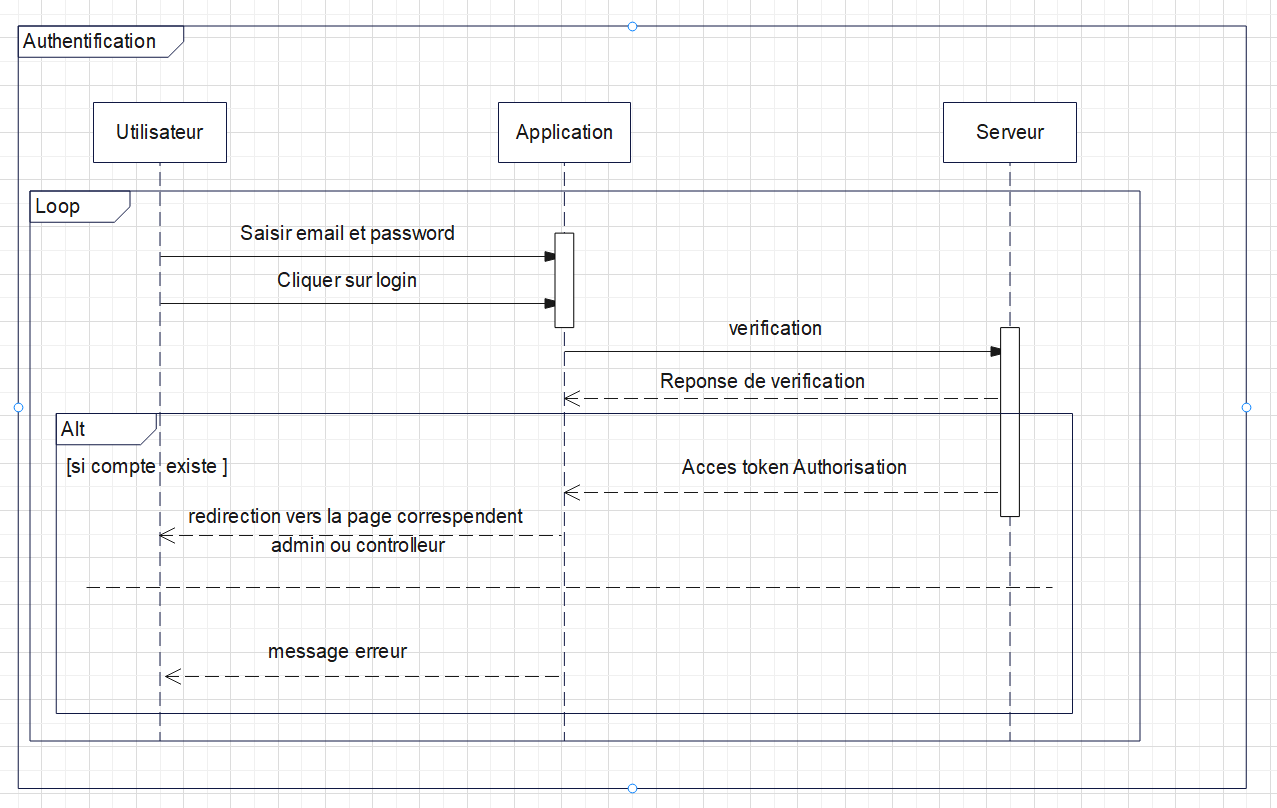 Authentification
Utilisateur
Application
Serveur
Loop
Saisir email et password
Cliquer sur login
verification
Reponse de verification
Alt
[si compte existe ]
Acces token Authorisation
redirection vers la page correspendent
admin ou controlleur
message erreur